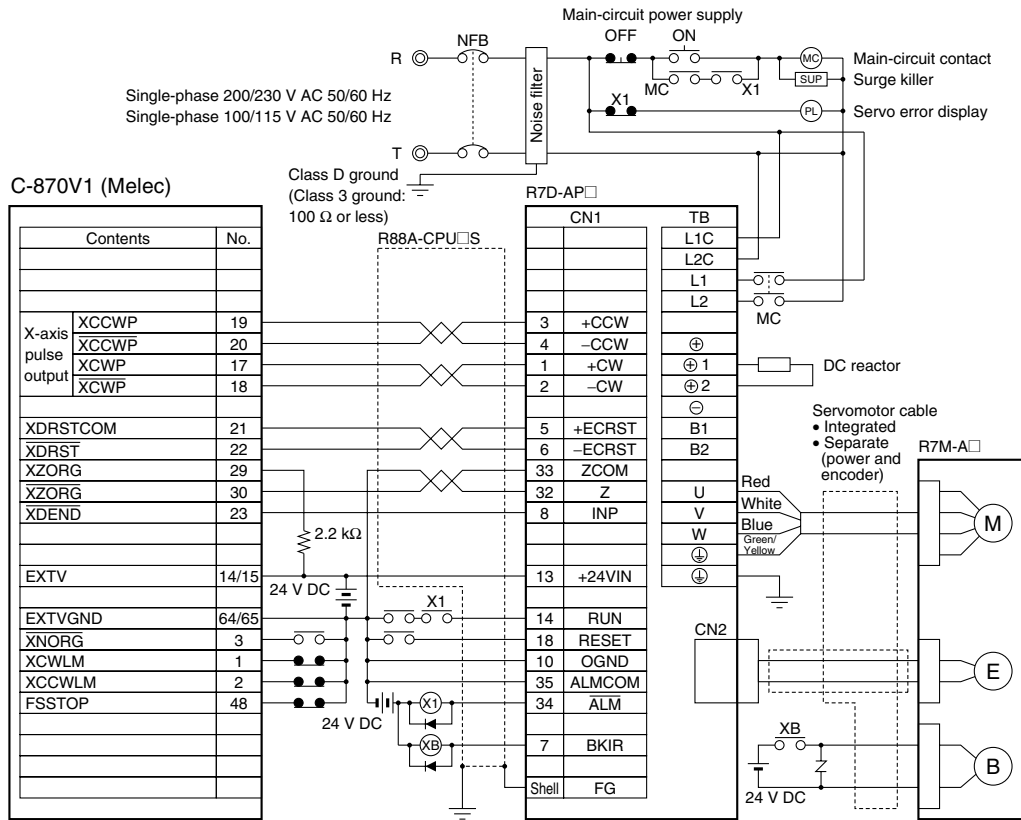 Main-circuit power supply
OFF ON
R NFB
MC Main-circuit contact
MC X1 SUP Surge killer
Noise filter
X1 PL Servo error display
Single-phase 200/230 V AC 50/60 Hz
Single-phase 100/115 V AC 50/60 Hz
T
Class D ground
(Class 3 ground:
100 Ω or less)
C-870V1 (Melec)
R7D-AP□
R88A-CPU□S
Contents No.
X-axis
pulse
output
XCCWP 19
XCCWP 20
XCWP 17
XCWP 18
XDRSTCOM 21
XDRST 22
XZORG 29
XZORG 30
XDEND 23
2.2 kΩ
EXTV 14/15
24 V DC
EXTVGND 64/65
XNORG 3
XCWLM 1
XCCWLM 2
FSSTOP 48
X1
24 V DC
X1
XB
CN1
3 +CCW
4 −CCW
1 +CW
2 −CW
5 +ECRST
6 −ECRST
33 ZCOM
32 Z
8 INP
13 +24VIN
14 RUN
18 RESET
10 OGND
35 ALMCOM
34 ALM
7 BKIR
Shell FG
TB
L1C
L2C
L1
L2
MC
⊕
⊕ 1
⊕ 2
DC reactor
⊖
B1
B2
U
V
W
Red
White
Blue
Green/
Yellow
Servomotor cable
• Integrated
• Separate
(power and
encoder)
R7M-A□
M
CN2
E
XB
24 V DC
B